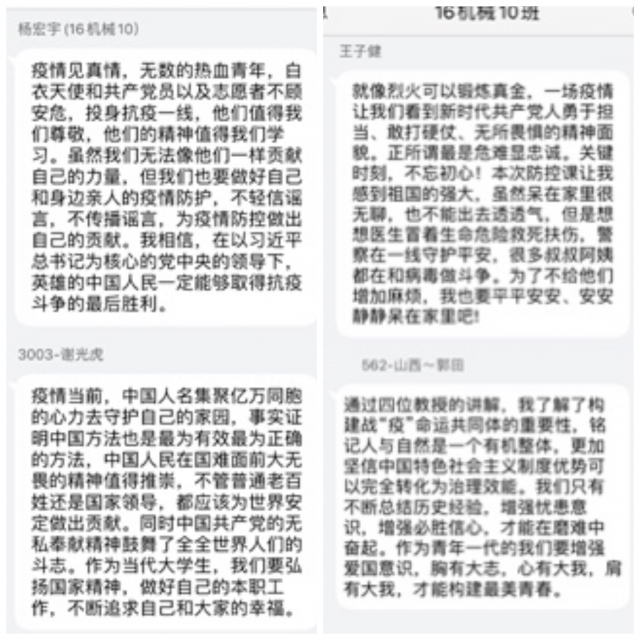 杨宏宇(16机械10)
疫情见真情，无数的热血青年，白
衣天使和共产党员以及志愿者不顾
安危，投身抗疫一线，他们值得我
们尊敬，他们的精神值得我们学
习。虽然我们无法像他们一样贡献
自己的力量，但我们也要做好自己
和身边亲人的疫情防护，不轻信谣
言，不传播谣言，为疫情防控做出
自己的贡献。我相信，在以习近平
总书记为核心的党中央的领导下，
英雄的中国人民一定能够取得抗疫
斗争的最后胜利。
3003-谢光虎
疫情当前，中国人名集聚亿万同胞
的心力去守护自己的家园，事实证
明中国方法也是最为有效最为正确
的方法，中国人民在国难面前大无
畏的精神值得推崇，不管普通老百
姓还是国家领导，都应该为世界安
定做出贡献。同时中国共产党的无
私奉献精神鼓舞了全全世界人们的
斗志。作为当代大学生，我们要弘
扬国家精神，做好自己的本职工
作，不断追求自己和大家的幸福。
16机械10班
王子健
就像烈火可以锻炼真金，一场疫情
让我们看到新时代共产党人勇于担
当、敢打硬仗、无所畏惧的精神面
貌。正所谓最是危难显忠诚。关键
时刻，不忘初心！本次防控课让我
感到祖国的强大，虽然呆在家里很
无聊，也不能出去透透气，但是想
想医生冒着生命危险救死扶伤，警
察在一线守护平安，很多叔叔阿姨
都在和病毒做斗争。为了不给他们
增加麻烦，我也要平平安安、安安
静静呆在家里吧!
562-山西～郭田
通过四位教授的讲解，我了解了构
建战“疫”命运共同体的重要性，铭
记人与自然是一个有机整体，更加
坚信中国特色社会主义制度优势可
以完全转化为治理效能。我们只有
不断总结历史经验，增强忧患意
识，增强必胜信心，才能在磨难中
奋起。作为青年一代的我们要增强
爱国意识，胸有大志，心有大我，肩
有大我，才能构建最美青春。